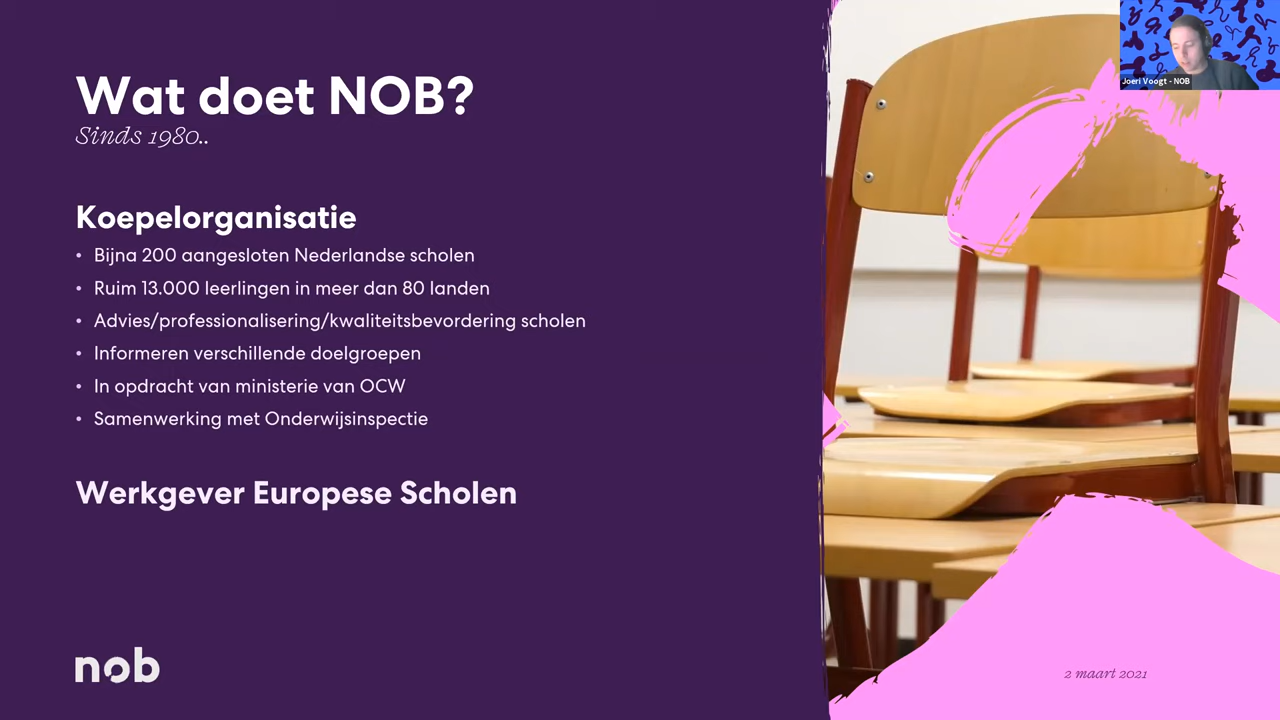 Wat doet NOB?
Sinds 1980..
Koepelorganisatie
• Bijna 200 aangesloten Nederlandse scholen
• Ruim 13.000 leerlingen in meer dan 80 landen
• Advies/professionalisering/kwaliteitsbevordering scholen
• Informeren verschillende doelgroepen
• In opdracht van ministerie van OCW
• Samenwerking met Onderwijsinspectie
Werkgever Europese Scholen
nob
Joeri Voogt - NOB
2 maart 2021